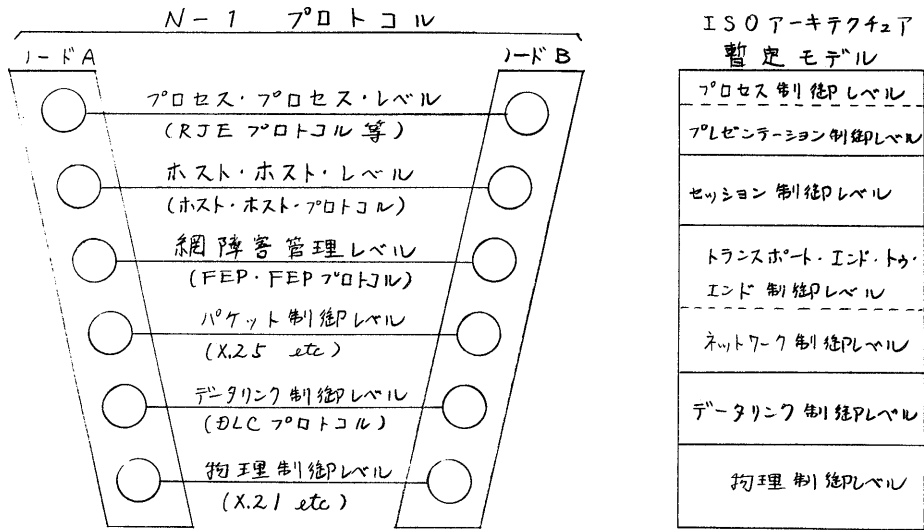 N-1 プロトコル
ノードA
ノードB
プロセス・プロセス・レベル
(RJE プロトコル 等)
ホスト・ホスト・レベル
(ホスト・ホスト・プロトコル)
網障害管理レベル
(FEP・FEPプロトコル)
パケット制御レベル
(X.25 etc)
データリンク制御レベル
(DLC プロトコル)
物理制御レベル
(X.21 etc)
ISOアーキテクチュア
暫定モデル
プロセス制御レベル
プレゼンテーション制御レベル
セッション制御レベル
トランスポート・エンド・トゥ・
エンド制御レベル
ネットワーク制御レベル
データリンク制御レベル
物理制御レベル